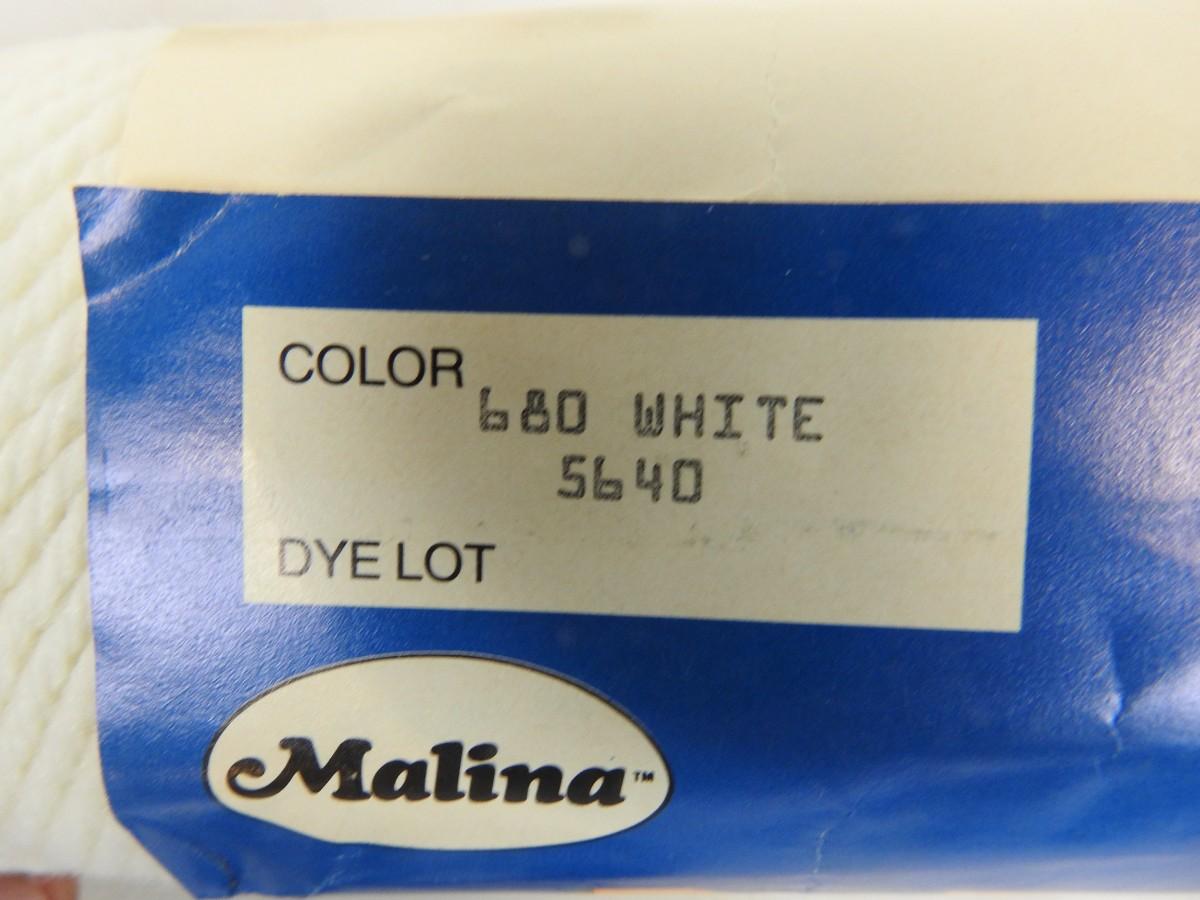 COLOR
680 WHITE
5640
DYE LOT
Malina™